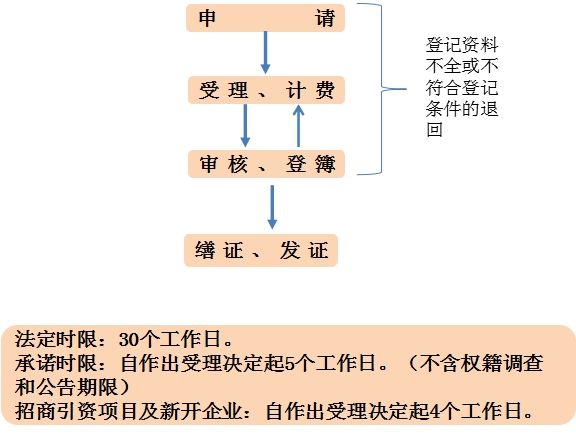 申 请
登记资料
不全或不
符合登记
条件的退
回
受理、计费
审核、登簿
缮证、发证
法定时限：30个工作日。
承诺时限：自作出受理决定起5个工作日。（不含权籍调查
和公告期限）
招商引资项目及新开企业：自作出受理决定起4个工作日。